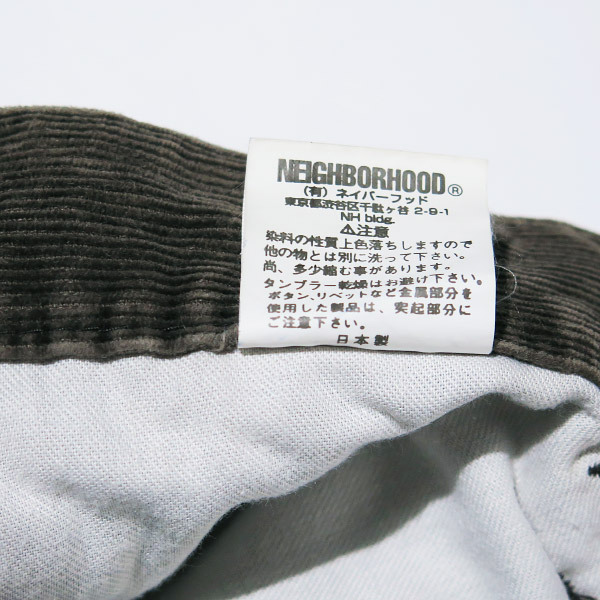 NEIGHBORHOOD®
(有) ネイバーフッド
東京都渋谷区千駄ヶ谷 2-9-1
NH bldg.
⚠注意
染料の性質上色落ちしますので
他の物とは別に洗って下さい。
尚、多少縮む事があります。
タンブラー乾燥はお避け下さい。
ボタン、リベットなど金属部分を
使用した製品は、突起部分に
ご注意下さい。
日本製